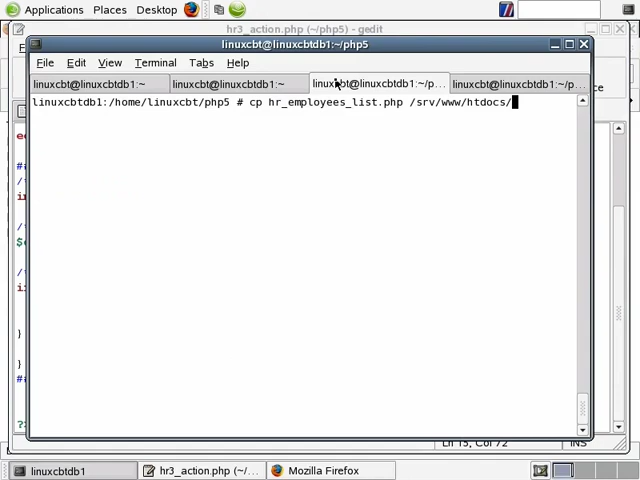 Applications Places Desktop
hr3_action.php (~/php5) - gedit
linuxcbt@linuxcbtdb1:~/php5
File Edit View Terminal Tabs Help
linuxcbt@linuxcbtdb1:~ linuxcbt@linuxcbtdb1:~ linuxcbt@linuxcbtdb1:~/p... linuxcbt@linuxcbtdb1:~/p...
linuxcbtdb1:/home/linuxcbt/php5 # cp hr_employees_list.php /srv/www/htdocs/
Ln 15, Col 72 INS
linuxcbtdb1 hr3_action.php (~/... Mozilla Firefox